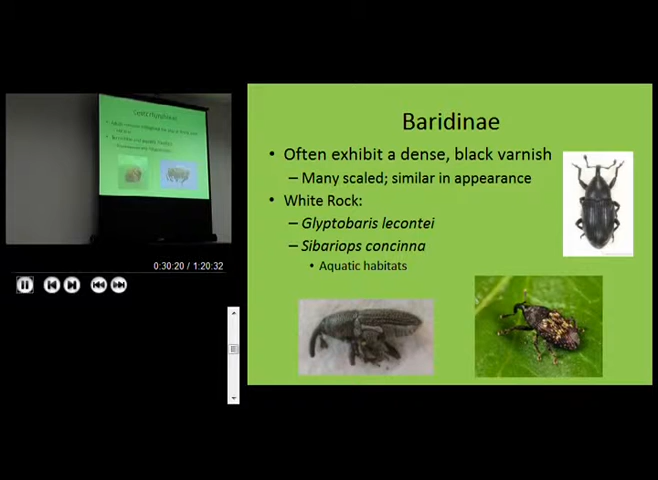 Baridinae
• Often exhibit a dense, black varnish
– Many scaled; similar in appearance
• White Rock:
– Glyptobaris lecontei
– Sibariops concinna
• Aquatic habitats
0:30:20 / 1:20:32